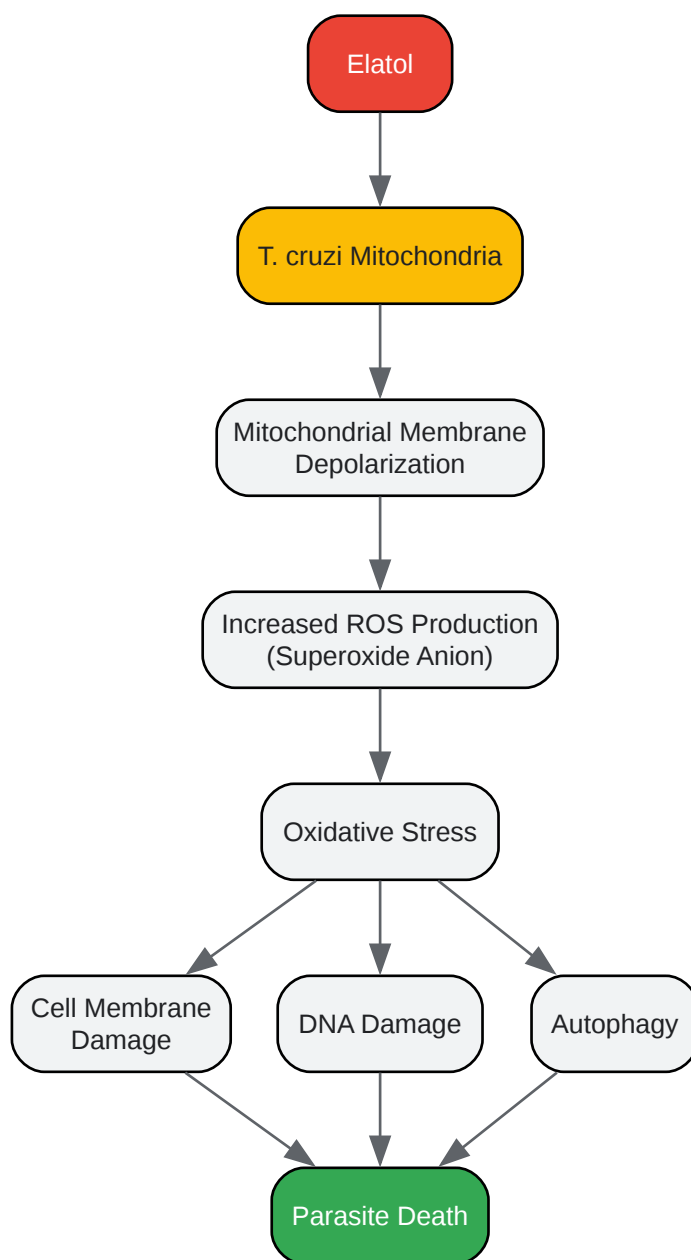 Elatol
T. cruzi Mitochondria
Mitochondrial Membrane
Depolarization
Increased ROS Production
(Superoxide Anion)
Oxidative Stress
Cell Membrane
Damage
DNA Damage
Autophagy
Parasite Death